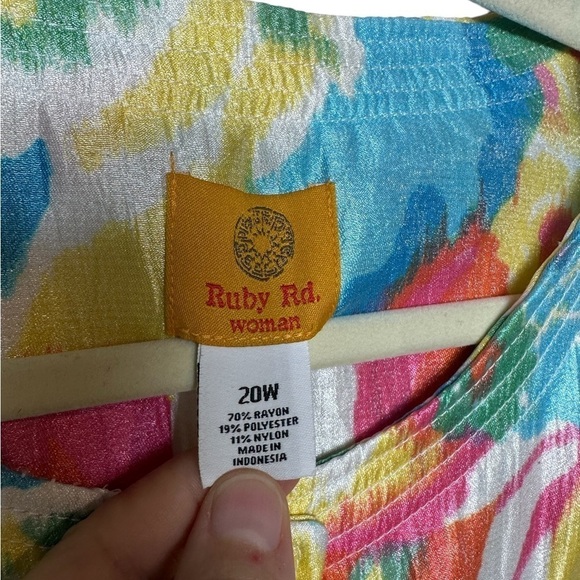 Ruby Rd.
woman
20W
70% RAYON
19% POLYESTER
11% NYLON
MADE IN
INDONESIA